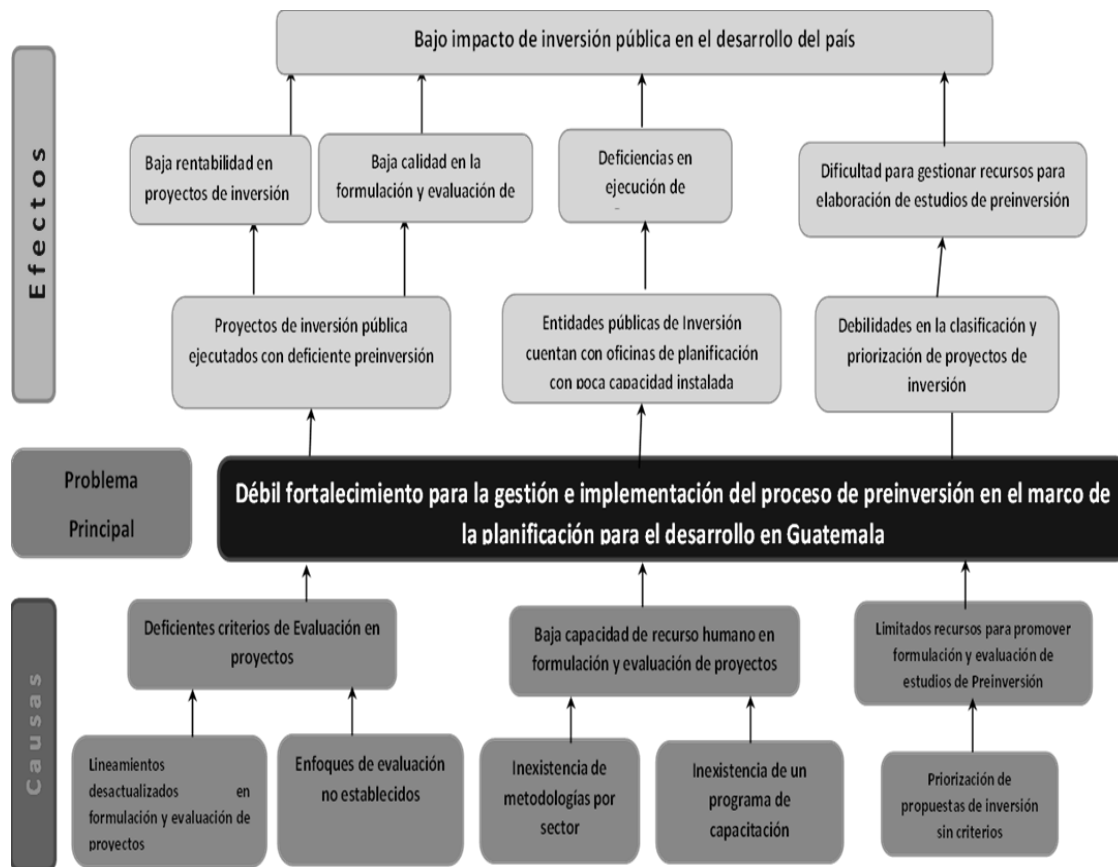 Bajo impacto de inversión pública en el desarrollo del país
Efectos
Baja rentabilidad en
proyectos de inversión
Baja calidad en la
formulación y evaluación de
Deficiencias en
ejecución de
Dificultad para gestionar recursos para
elaboración de estudios de preinversión
Proyectos de inversión pública
ejecutados con deficiente preinversión
Entidades públicas de Inversión
cuentan con oficinas de planificación
con poca capacidad instalada
Debilidades en la clasificación y
priorización de proyectos de
inversión
Problema
Principal
Débil fortalecimiento para la gestión e implementación del proceso de preinversión en el marco de
la planificación para el desarrollo en Guatemala
Causas
Deficientes criterios de Evaluación en
proyectos
Baja capacidad de recurso humano en
formulación y evaluación de proyectos
Limitados recursos para promover
formulación y evaluación de
estudios de Preinversión
Lineamientos
desactualizados en
formulación y evaluación de
proyectos
Enfoques de evaluación
no establecidos
Inexistencia de
metodologías por
sector
Inexistencia de un
programa de
capacitación
Priorización de
propuestas de inversión
sin criterios